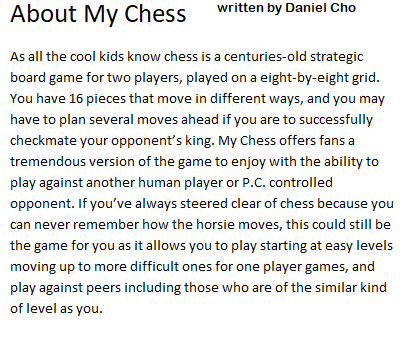 About My Chess written by Daniel Cho
As all the cool kids know chess is a centuries-old strategic
board game for two players, played on a eight-by-eight grid.
You have 16 pieces that move in different ways, and you may
have to plan several moves ahead if you are to successfully
checkmate your opponent’s king. My Chess offers fans a
tremendous version of the game to enjoy with the ability to
play against another human player or P.C. controlled
opponent. If you’ve always steered clear of chess because you
can never remember how the horsie moves, this could still be
the game for you as it allows you to play starting at easy levels
moving up to more difficult ones for one player games, and
play against peers including those who are of the similar kind
of level as you.